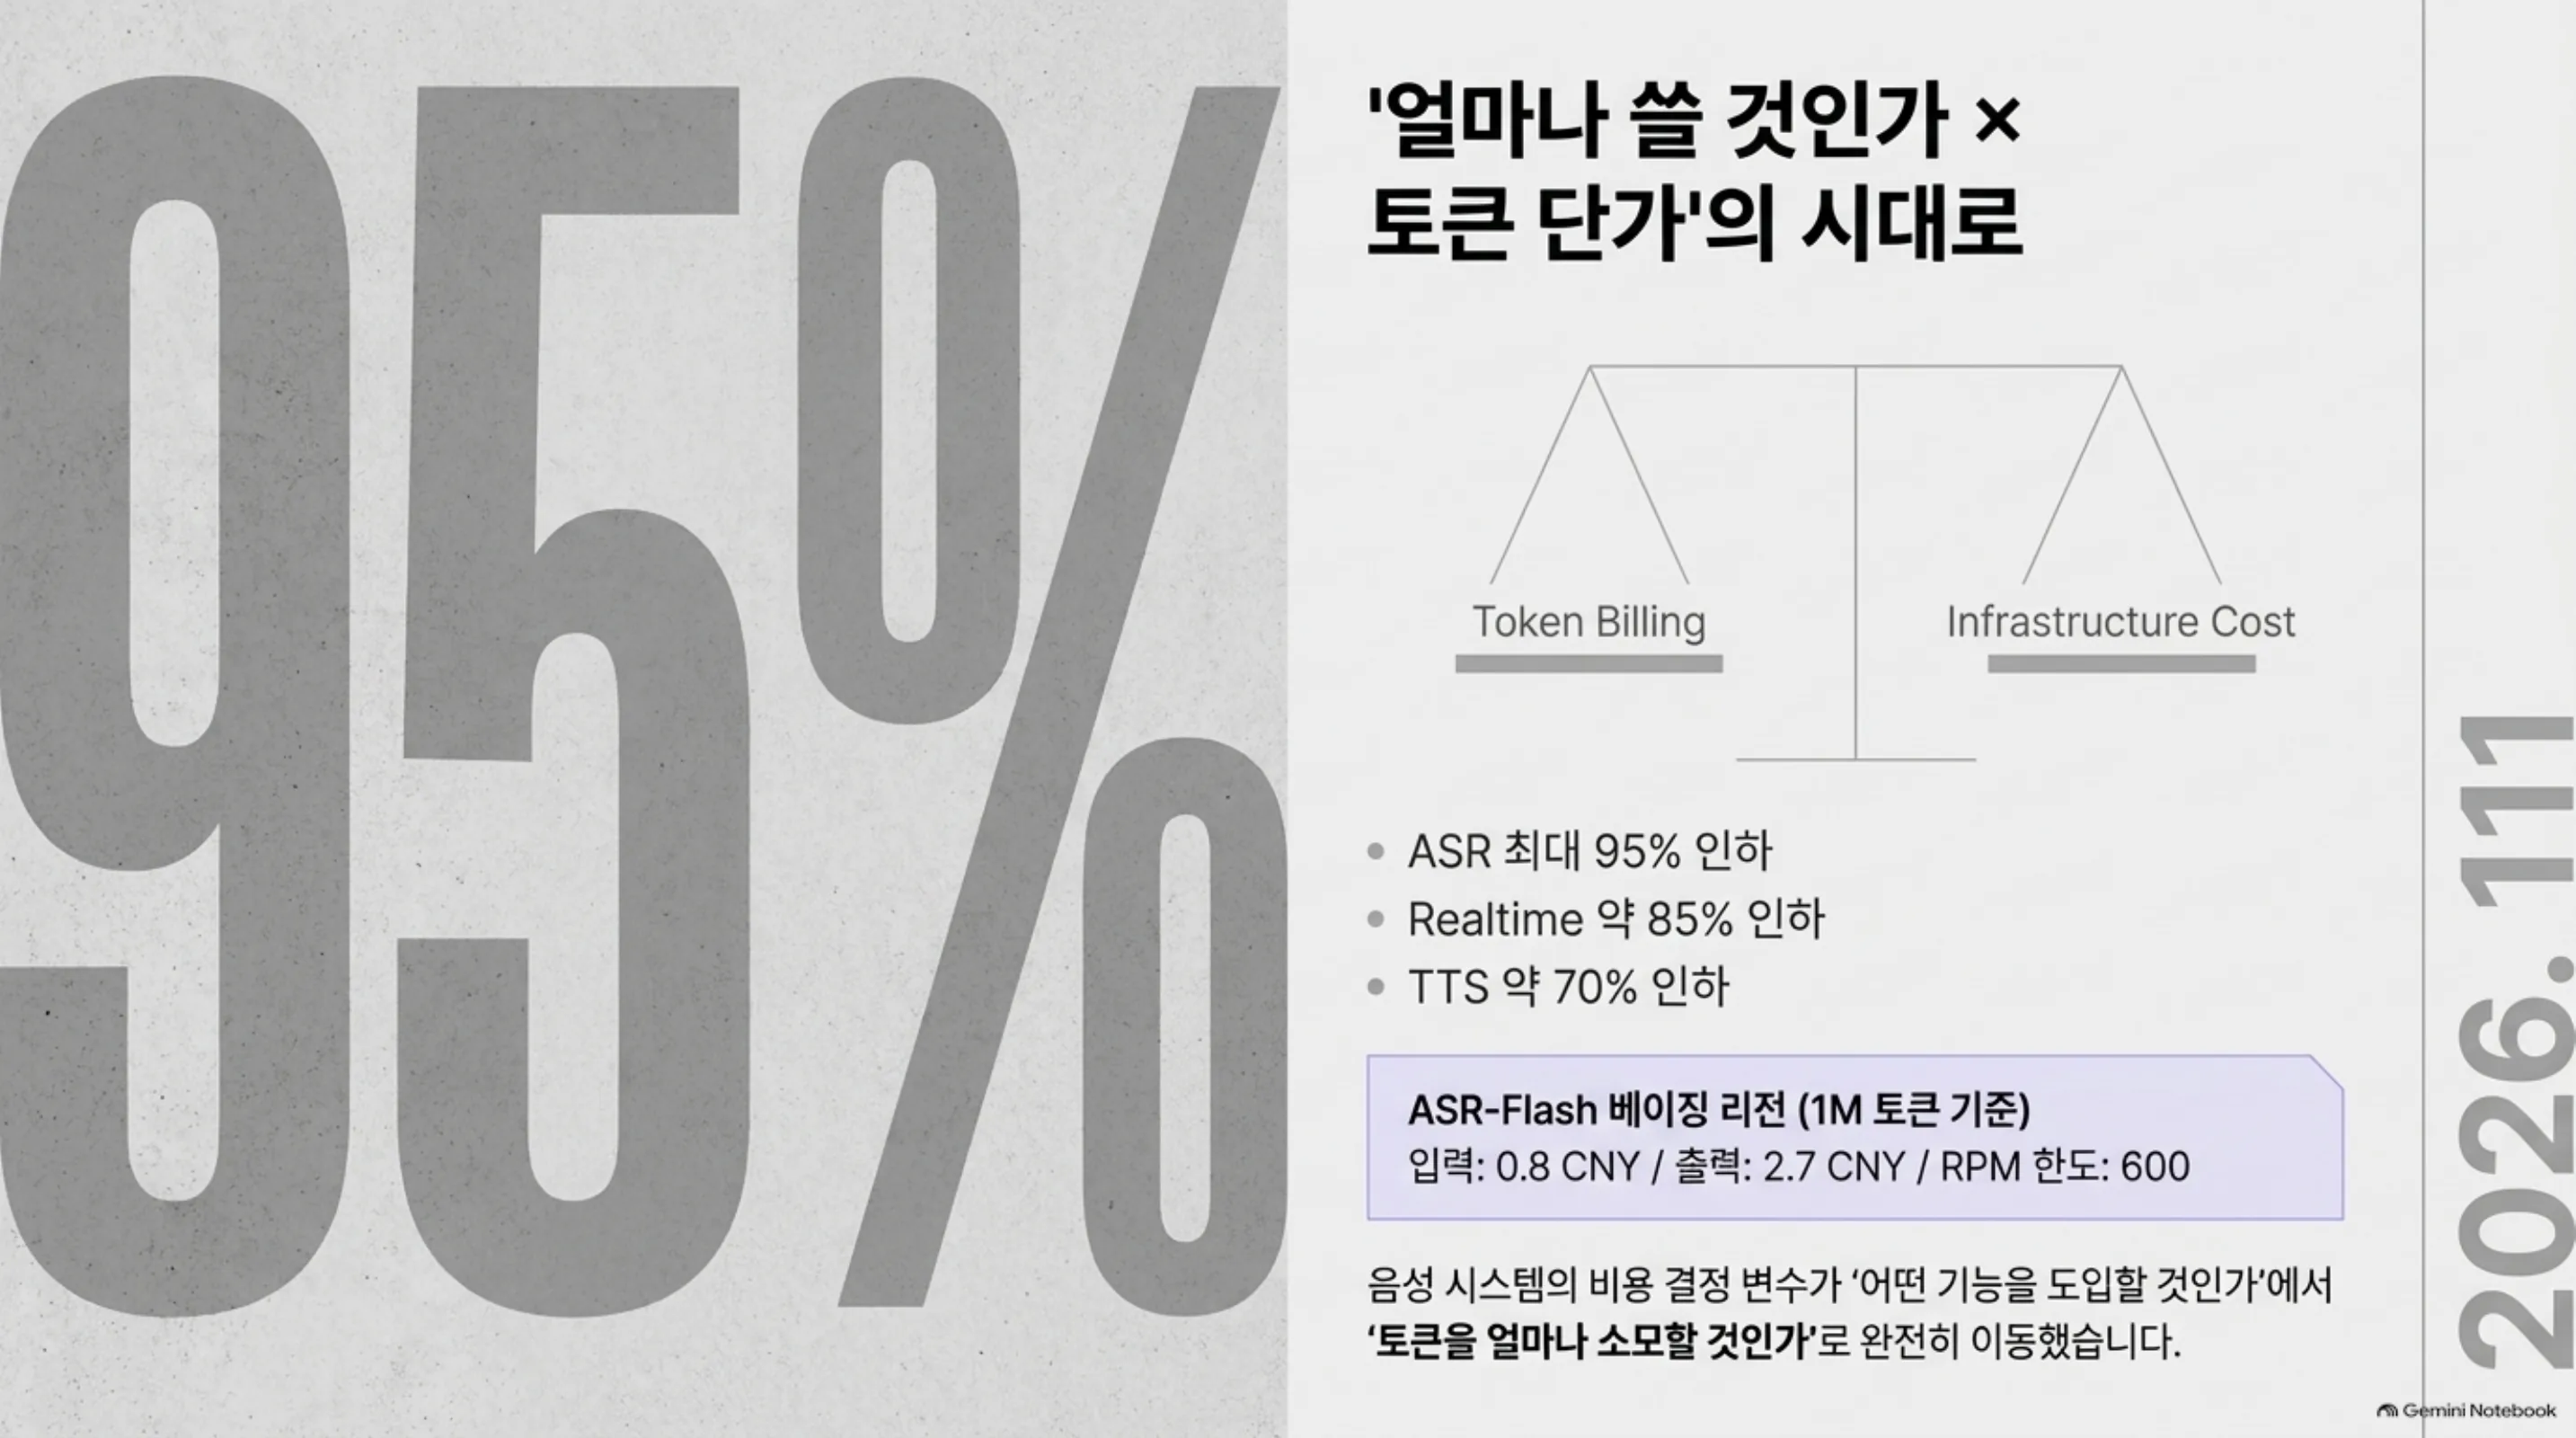 95%
'얼마나 쓸 것인가 ×
토큰 단가'의 시대로
Token Billing
Infrastructure Cost
• ASR 최대 95% 인하
• Realtime 약 85% 인하
• TTS 약 70% 인하
ASR-Flash 베이징 리전 (1M 토큰 기준)
입력: 0.8 CNY / 출력: 2.7 CNY / RPM 한도: 600
음성 시스템의 비용 결정 변수가 ‘어떤 기능을 도입할 것인가’에서
‘토큰을 얼마나 소모할 것인가’로 완전히 이동했습니다.
2026. 111
Gemini Notebook